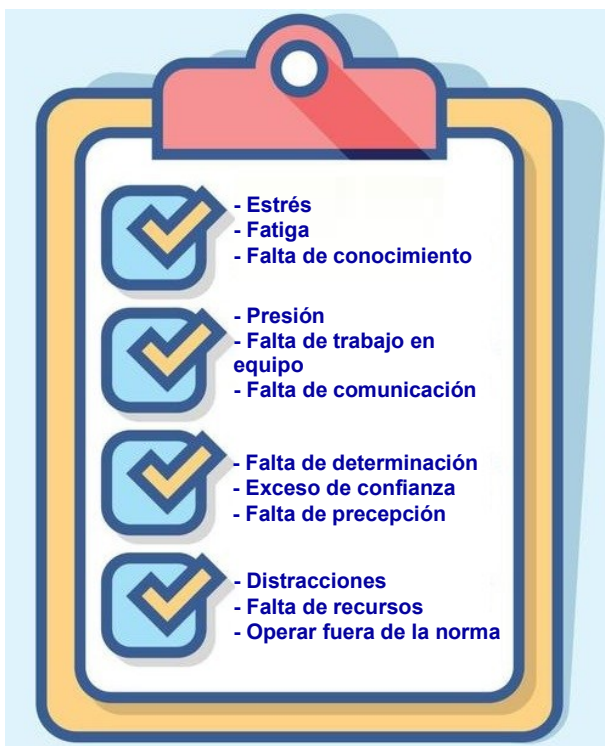 - Estrés
- Fatiga
- Falta de conocimiento
- Presión
- Falta de trabajo en
equipo
- Falta de comunicación
- Falta de determinación
- Exceso de confianza
- Falta de precepción
- Distracciones
- Falta de recursos
- Operar fuera de la norma